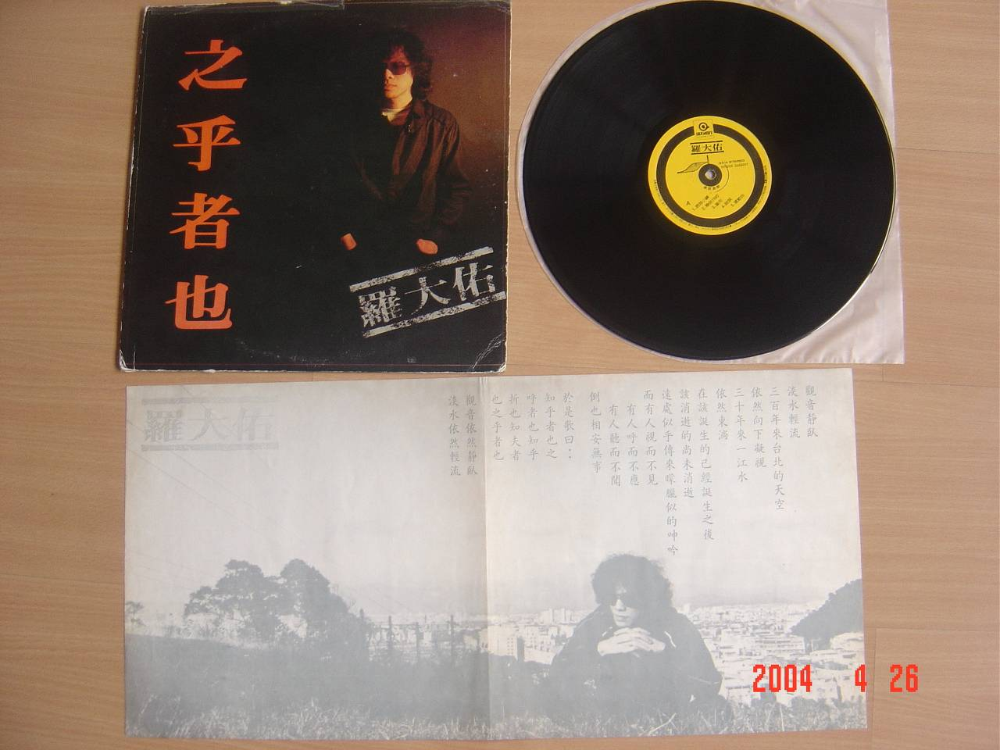 之乎者也
羅大佑
羅大佑
A
羅大佑
觀音靜臥
淡水輕流
三百年來台北的天空
依然向下凝視
三十年來一江水
依然東淌
在該誕生的已經誕生之後
該消逝的尚未消逝
遠處似乎傳來矇朧似的呻吟
而有人視而不見
有人呼而不應
有人聽而不聞
倒也相安無事
於是歌曰：
知乎者也之
呼者也知乎
折也知夫者
也之乎者也
觀音依然靜臥
淡水依然輕流
2004 4 26